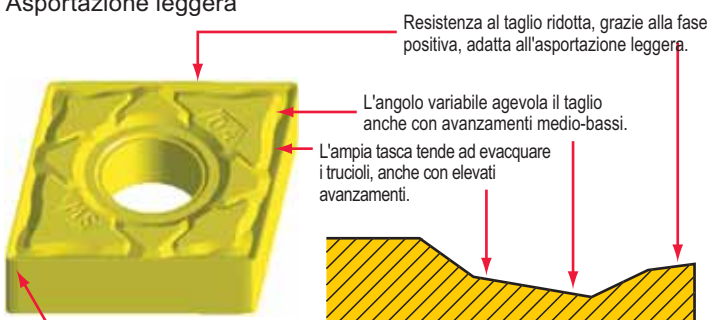 Asportazione leggera
Resistenza al taglio ridotta, grazie alla fase
positiva, adatta all'asportazione leggera.
L'angolo variabile agevola il taglio
anche con avanzamenti medio-bassi.
L'ampia tasca tende ad evacquare
i trucioli, anche con elevati
avanzamenti.